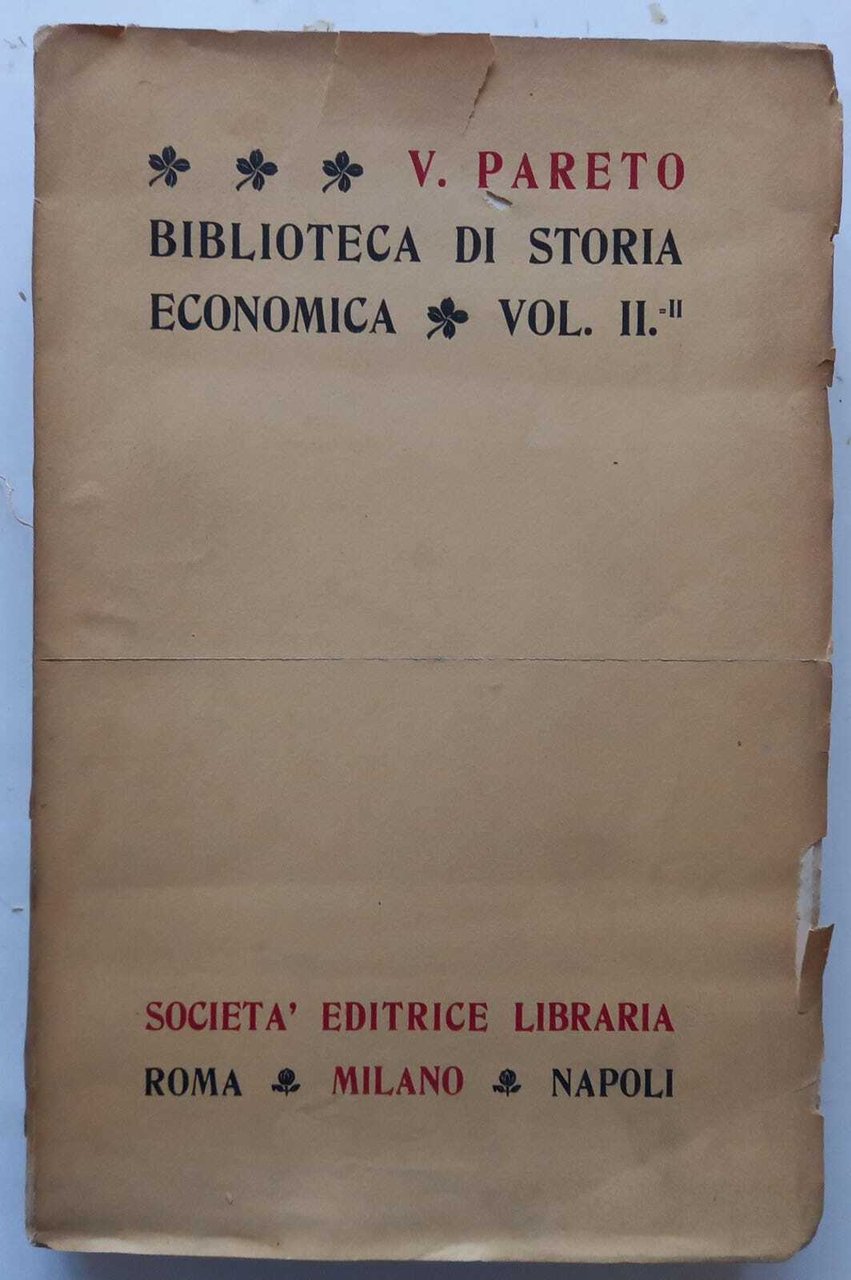 V. PARETO
BIBLIOTECA DI STORIA
ECONOMICA VOL. II.=II
SOCIETA' EDITRICE LIBRARIA
ROMA MILANO NAPOLI